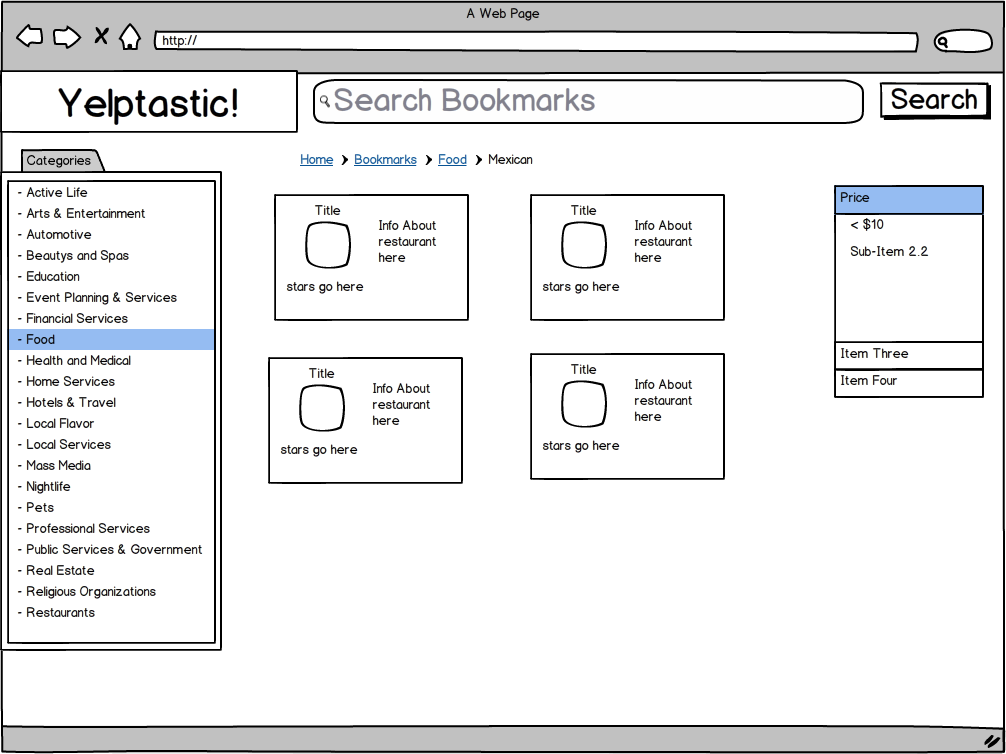 A Web Page
http://
Yelptastic!
Search Bookmarks
Search
Categories
- Active Life
- Arts & Entertainment
- Automotive
- Beautys and Spas
- Education
- Event Planning & Services
- Financial Services
- Food
- Health and Medical
- Home Services
- Hotels & Travel
- Local Flavor
- Local Services
- Mass Media
- Nightlife
- Pets
- Professional Services
- Public Services & Government
- Real Estate
- Religious Organizations
- Restaurants
Home > Bookmarks > Food > Mexican
Title
Info About
restaurant
here
stars go here
Title
Info About
restaurant
here
stars go here
Title
Info About
restaurant
here
stars go here
Title
Info About
restaurant
here
stars go here
Price
< $10
Sub-Item 2.2
Item Three
Item Four